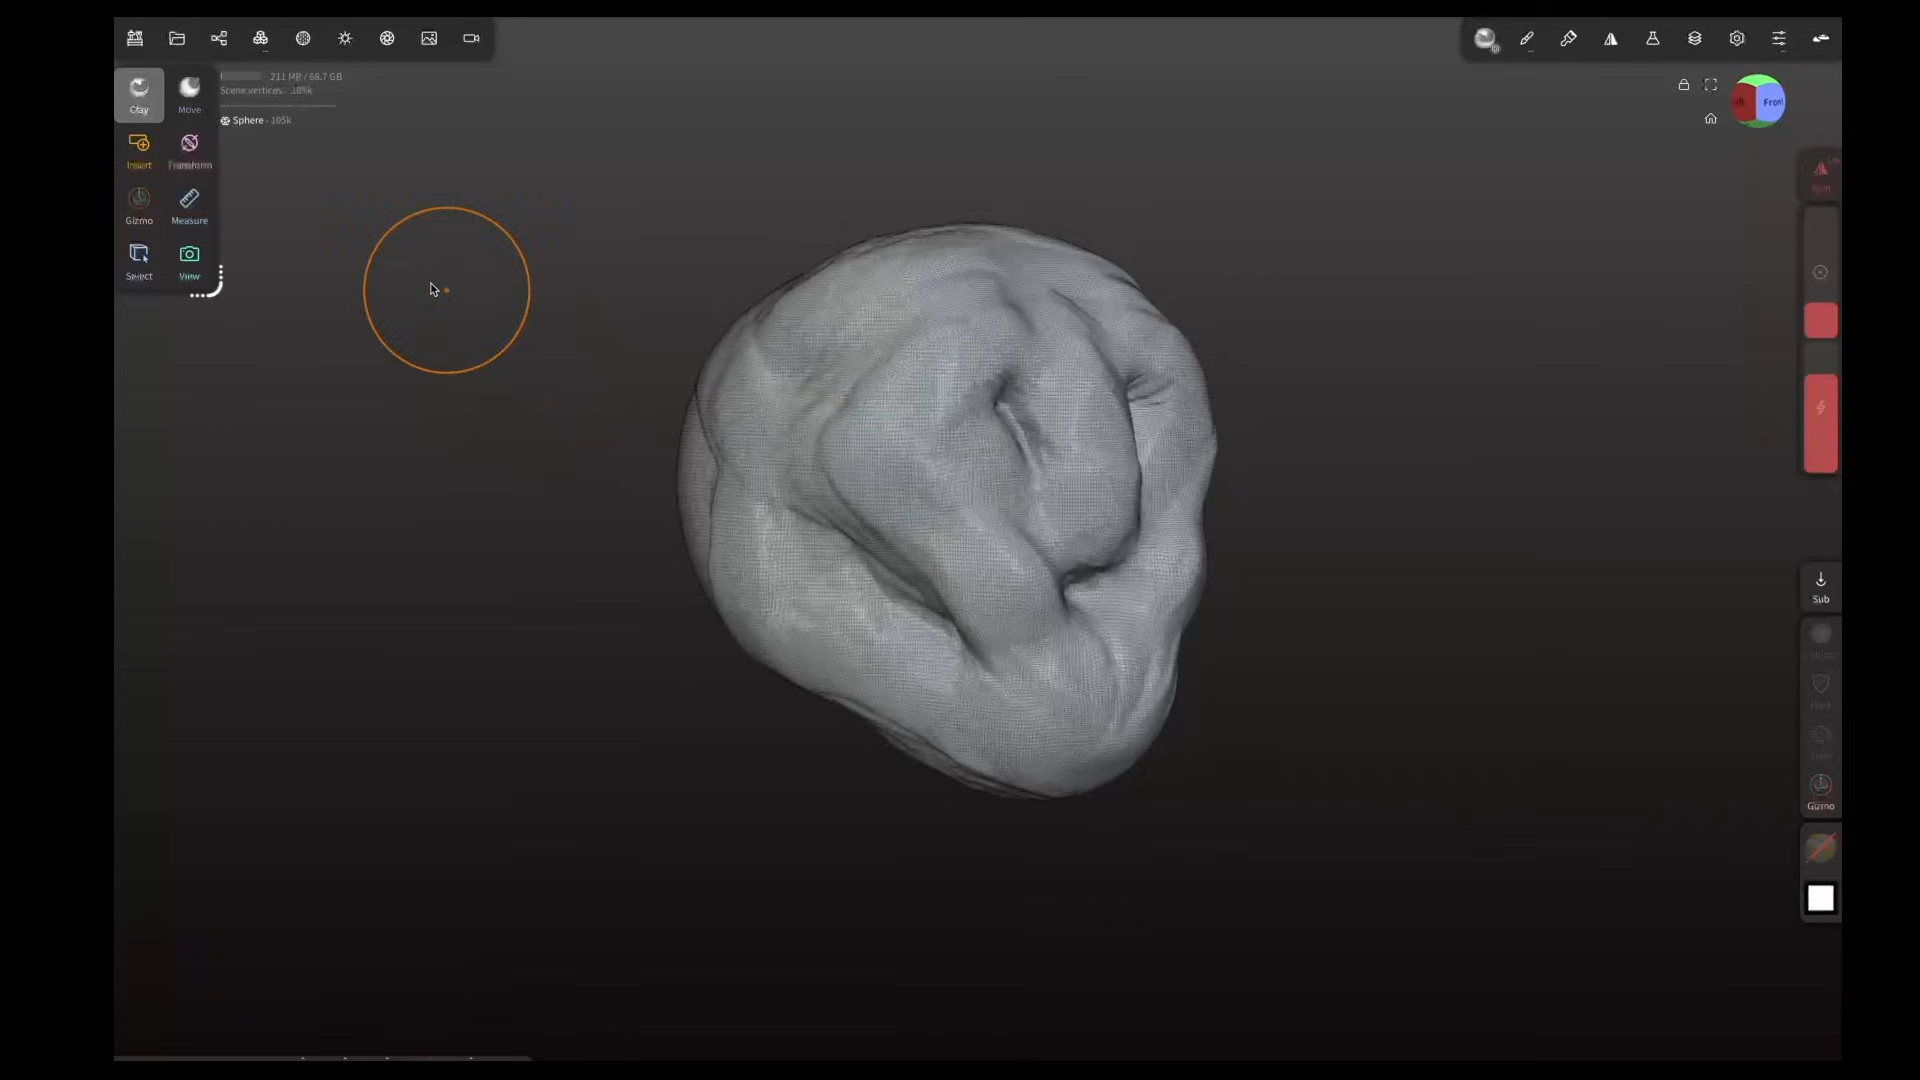 211 MB / 68.7 GB
Scene vertices: 105k
Sphere - 105k
Clay
Move
Insert
Transform
Gizmo
Measure
Select
View
Front
Sub
Gizmo